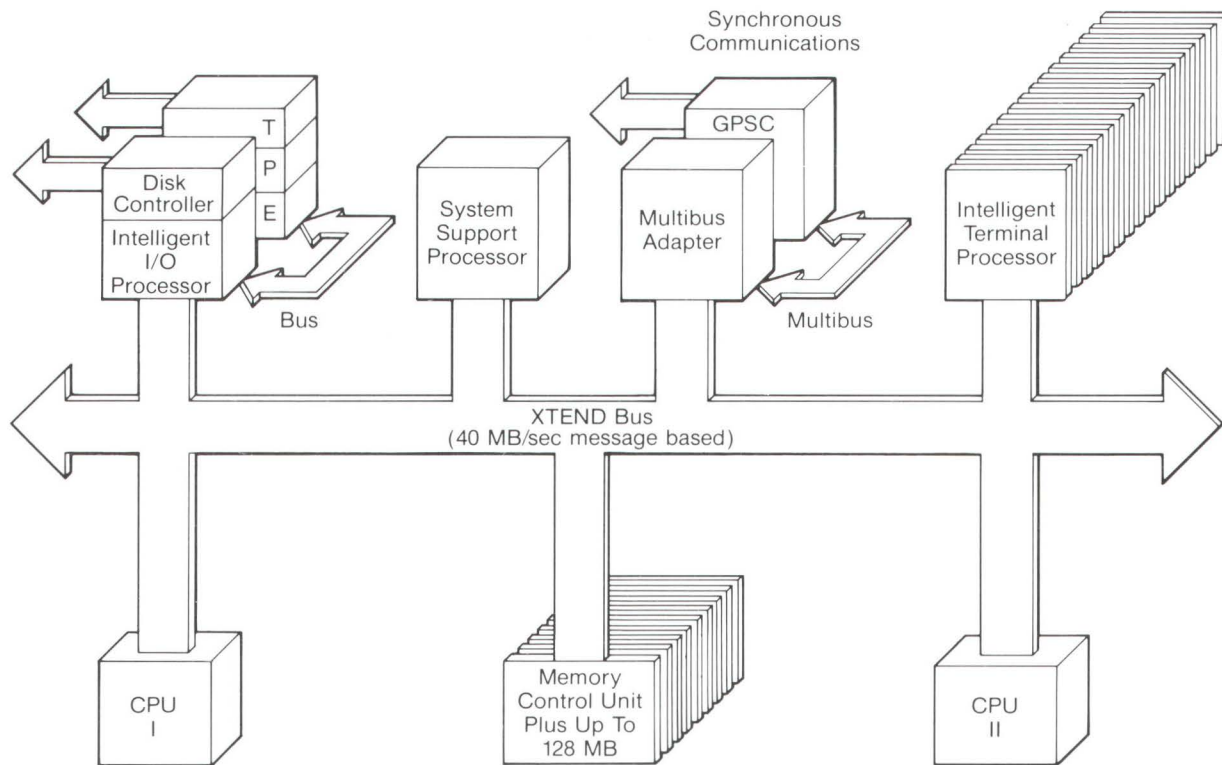 Synchronous
Communications
T
P
E
Disk
Controller
Intelligent
I/O
Processor
Bus
System
Support
Processor
GPSC
Multibus
Adapter
Multibus
Intelligent
Terminal
Processor
XTEND Bus
(40 MB/sec message based)
CPU
I
Memory
Control Unit
Plus Up To
128 MB
CPU
II